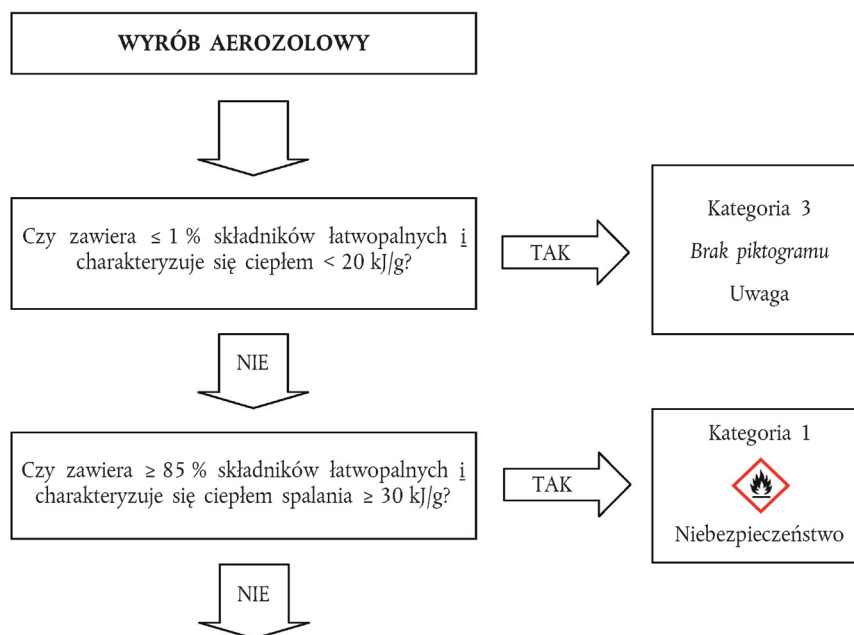 WYRÓB AEROZOLOWY
Czy zawiera ≤ 1 % składników łatwopalnych i
charakteryzuje się ciepłem < 20 kJ/g?
TAK
Kategoria 3
Brak piktogramu
Uwaga
NIE
Czy zawiera ≥ 85 % składników łatwopalnych i
charakteryzuje się ciepłem spalania ≥ 30 kJ/g?
TAK
Kategoria 1
Niebezpieczeństwo
NIE